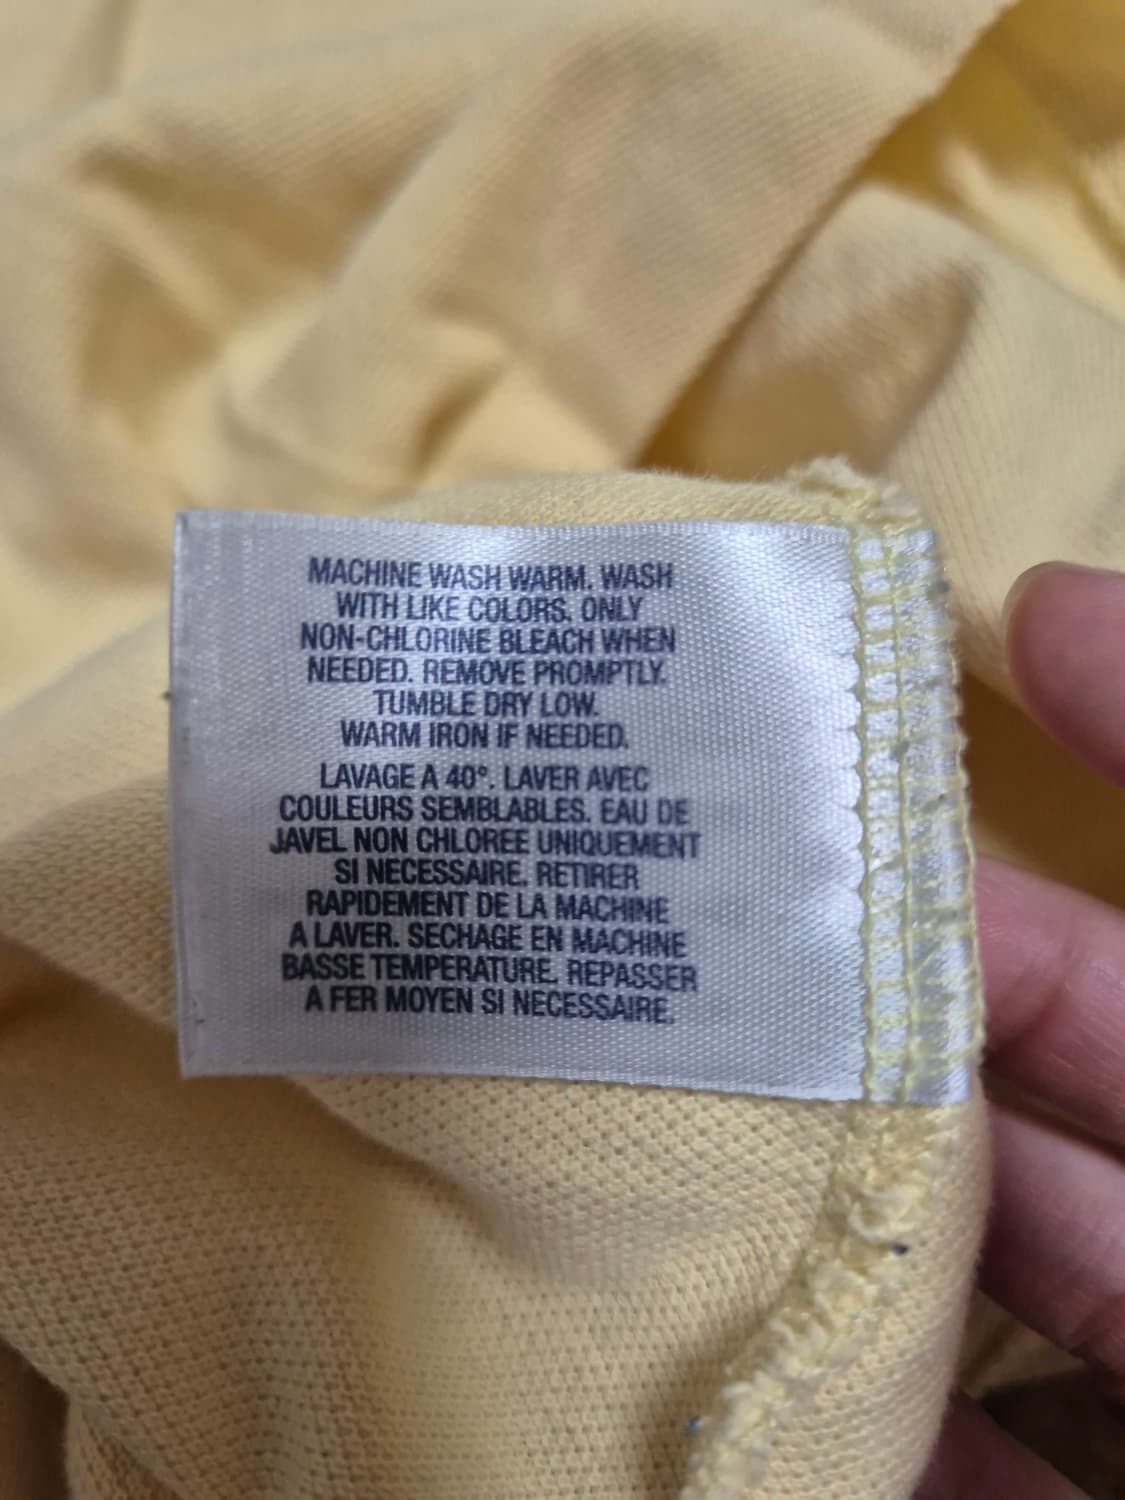 MACHINE WASH WARM. WASH
WITH LIKE COLORS. ONLY
NON-CHLORINE BLEACH WHEN
NEEDED. REMOVE PROMPTLY.
TUMBLE DRY LOW.
WARM IRON IF NEEDED.
LAVAGE A 40°. LAVER AVEC
COULEURS SEMBLABLES. EAU DE
JAVEL NON CHLOREE UNIQUEMENT
SI NECESSAIRE. RETIRER
RAPIDEMENT DE LA MACHINE
A LAVER. SECHAGE EN MACHINE
BASSE TEMPERATURE. REPASSER
A FER MOYEN SI NECESSAIRE.